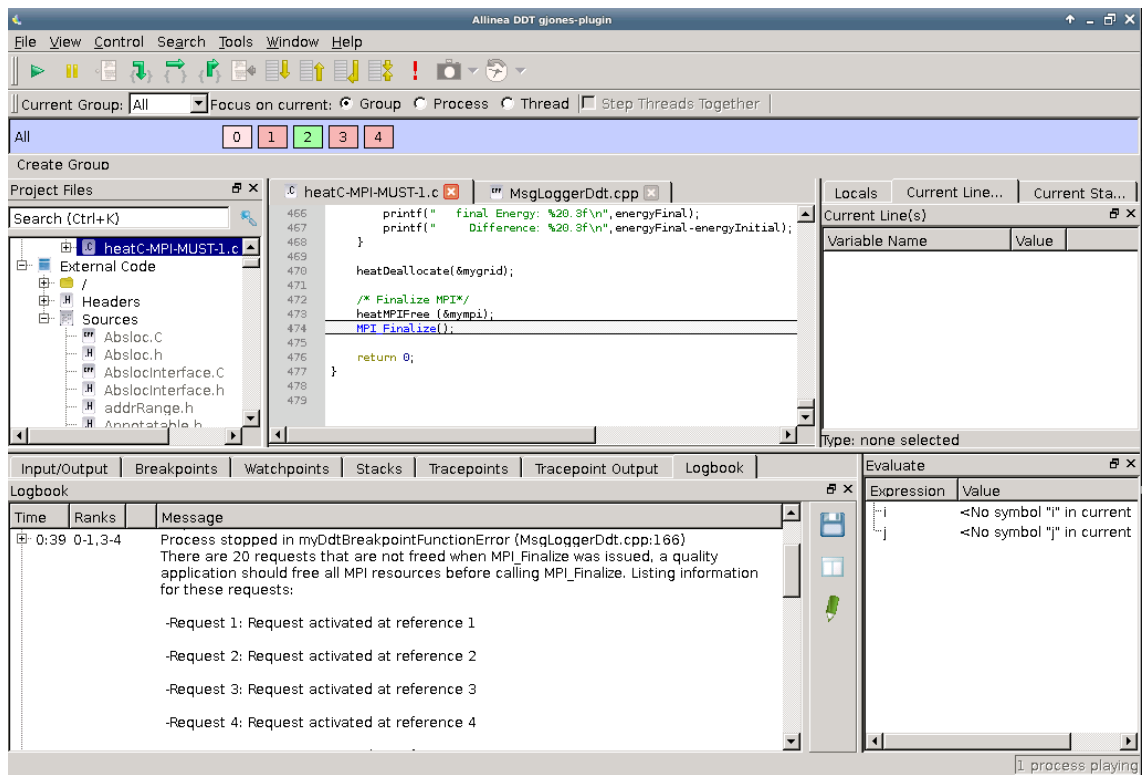 Allinea DDT gjones-plugin
File View Control Search Tools Window Help
Current Group: All Focus on current: Group Process Thread Step Threads Together
All 0 1 2 3 4
Create Group
Project Files
Search (Ctrl+K)
heatC-MPI-MUST-1.c
External Code
/
Headers
Sources
Absloc.C
Absloc.h
AbslocInterface.C
AbslocInterface.h
addrRange.h
Annotatable.h
heatC-MPI-MUST-1.c MsgLoggerDdt.cpp
466 printf("   final Energy: %20.3f\n",energyFinal);
467 printf("     Difference: %20.3f\n",energyFinal-energyInitial);
468 }
469
470 heatDeallocate(&mygrid);
471
472 /* Finalize MPI*/
473 heatMPIFree (&mympi);
474 MPI_Finalize();
475
476 return 0;
477 }
478
479
Locals Current Line... Current Sta...
Current Line(s)
Variable Name Value
Type: none selected
Input/Output Breakpoints Watchpoints Stacks Tracepoints Tracepoint Output Logbook
Logbook
Time Ranks Message
0:39 0-1,3-4 Process stopped in myDdtBreakpointFunctionError (MsgLoggerDdt.cpp:166)
There are 20 requests that are not freed when MPI_Finalize was issued, a quality
application should free all MPI resources before calling MPI_Finalize. Listing information
for these requests:
-Request 1: Request activated at reference 1
-Request 2: Request activated at reference 2
-Request 3: Request activated at reference 3
-Request 4: Request activated at reference 4
Evaluate
Expression Value
i <No symbol "i" in current
j <No symbol "j" in current
1 process playing